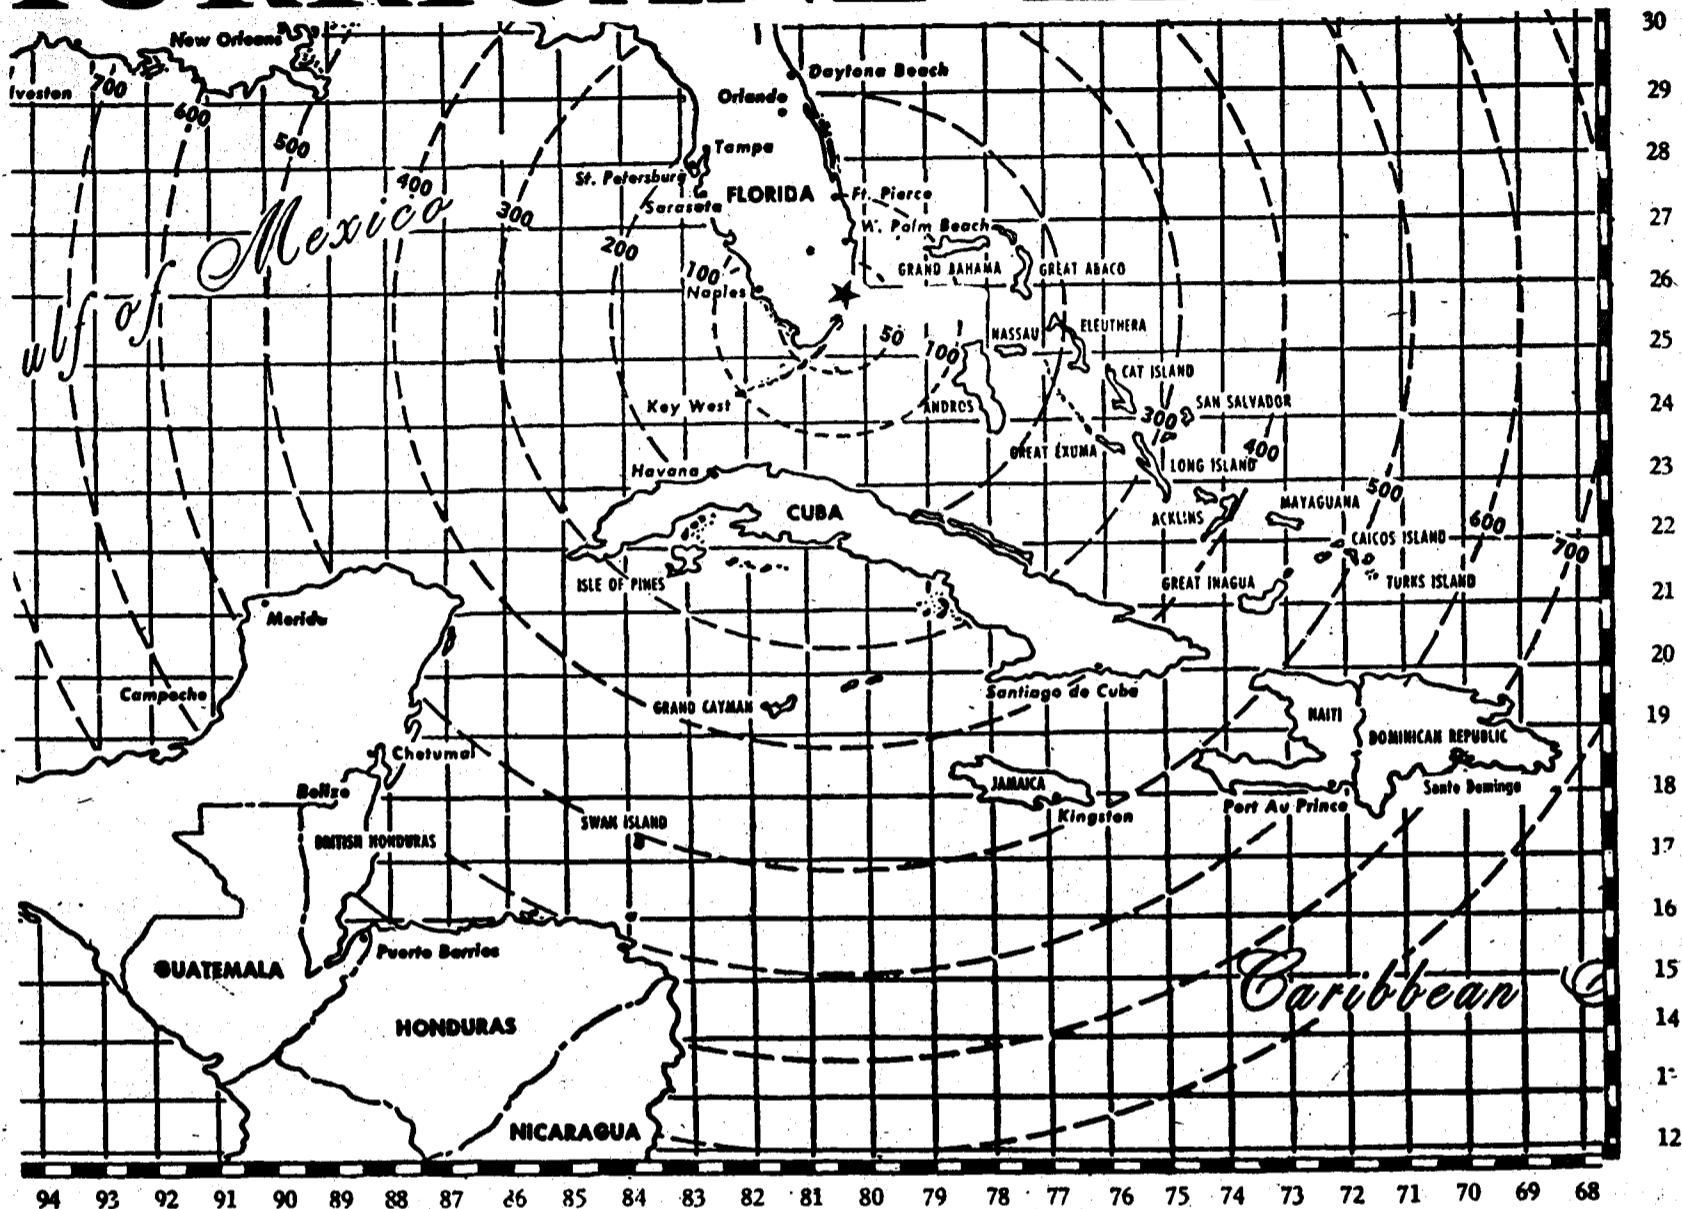 30
New Orleans
Daytona Beach
lveston
700
Orlando
29
600
500
Tampa
28
400
St. Petersburg
FLORIDA
Ft. Pierce
Sarasota
300
27
W. Palm Beach
200
100
GRAND BAHAMA
GREAT ABACO
26
Naples
ulf of Mexico
NASSAU
ELEUTHERA
50
100
25
CAT ISLAND
Key West
ANDROS
300
SAN SALVADOR
24
GREAT EXUMA
400
Havana
LONG ISLAND
23
500
CUBA
ACKLINS
MAYAGUANA
600
22
CAICOS ISLAND
700
ISLE OF PINES
GREAT INAGUA
TURKS ISLAND
21
Merida
20
Campeche
GRAND CAYMAN
Santiago de Cuba
HAITI
19
DOMINICAN REPUBLIC
Chetumal
JAMAICA
18
Belize
Santo Domingo
Port Au Prince
Kingston
SWAN ISLAND
BRITISH HONDURAS
17
16
Puerto Barrios
GUATEMALA
15
Caribbean
HONDURAS
14
NICARAGUA
12
94 93 92 91 90 89 88 87 86 85 84 83 82 81 80 79 78 77 76 75 74 73 72 71 70 69 68